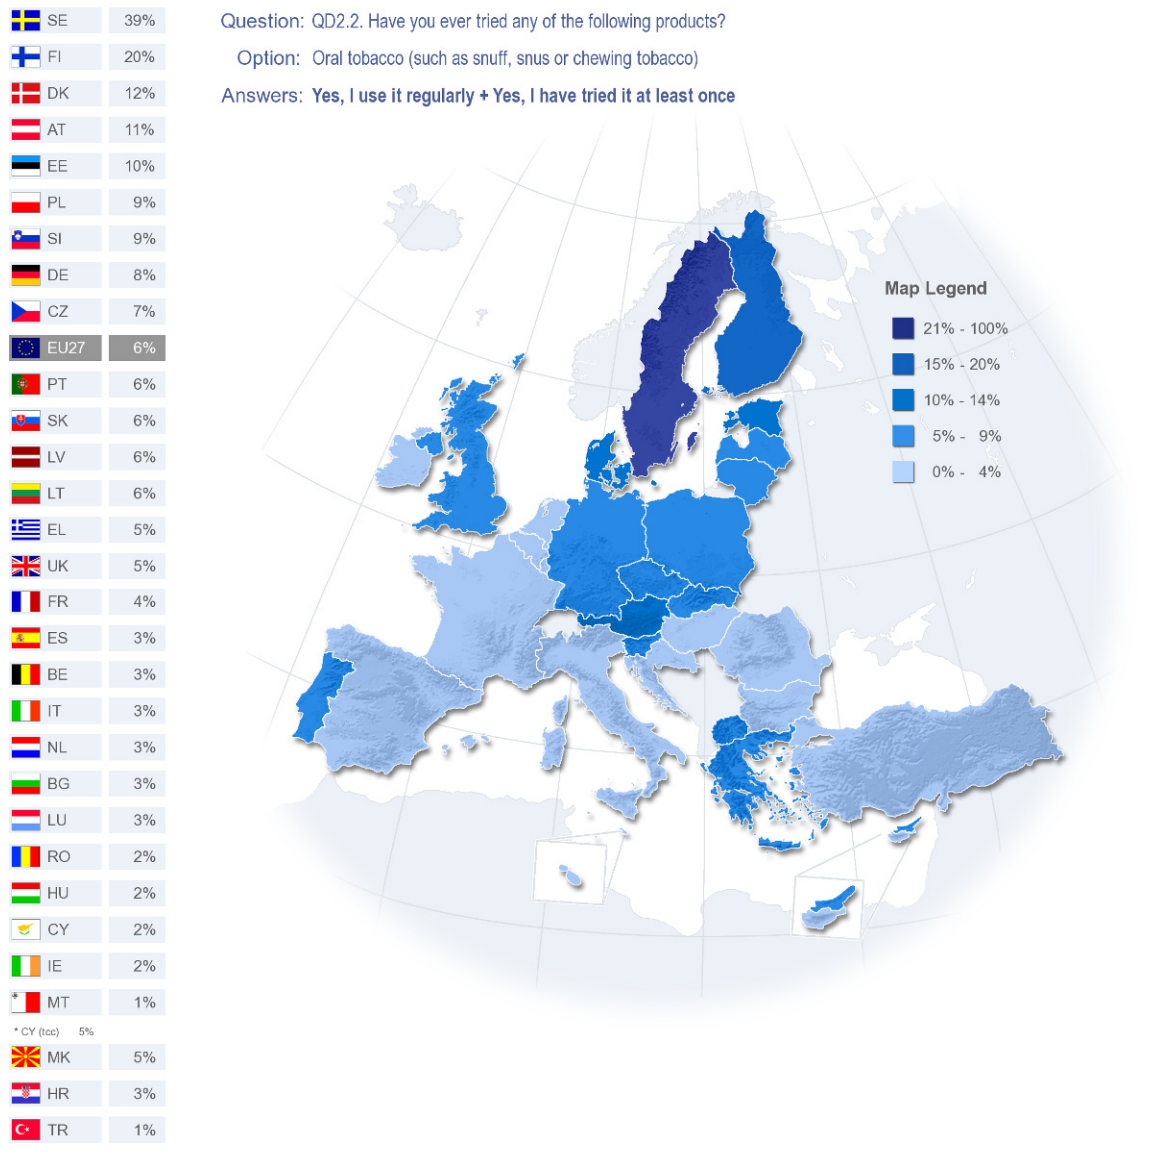 Question: QD2.2. Have you ever tried any of the following products?
Option: Oral tobacco (such as snuff, snus or chewing tobacco)
Answers: Yes, I use it regularly + Yes, I have tried it at least once
SE 39%
FI 20%
DK 12%
AT 11%
EE 10%
PL 9%
SI 9%
DE 8%
CZ 7%
EU27 6%
PT 6%
SK 6%
LV 6%
LT 6%
EL 5%
UK 5%
FR 4%
ES 3%
BE 3%
IT 3%
NL 3%
BG 3%
LU 3%
RO 2%
HU 2%
CY 2%
IE 2%
MT 1%
* CY (tcc) 5%
MK 5%
HR 3%
TR 1%
Map Legend
21% - 100%
15% - 20%
10% - 14%
5% - 9%
0% - 4%